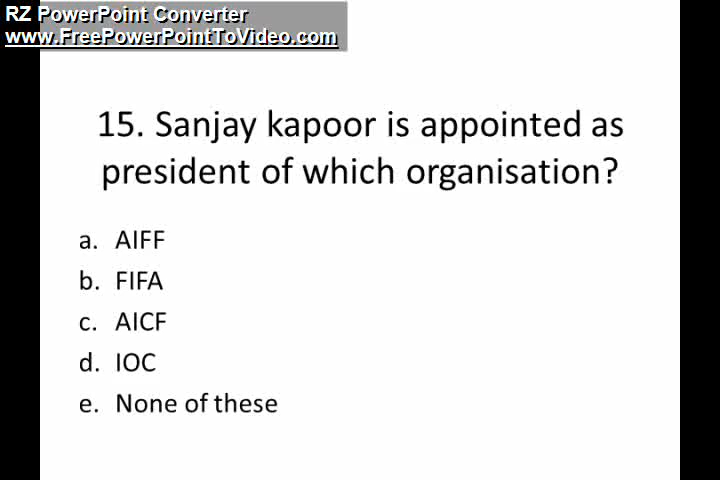 RZ PowerPoint Converter
www.FreePowerPointToVideo.com
15. Sanjay kapoor is appointed as
president of which organisation?
a. AIFF
b. FIFA
c. AICF
d. IOC
e. None of these